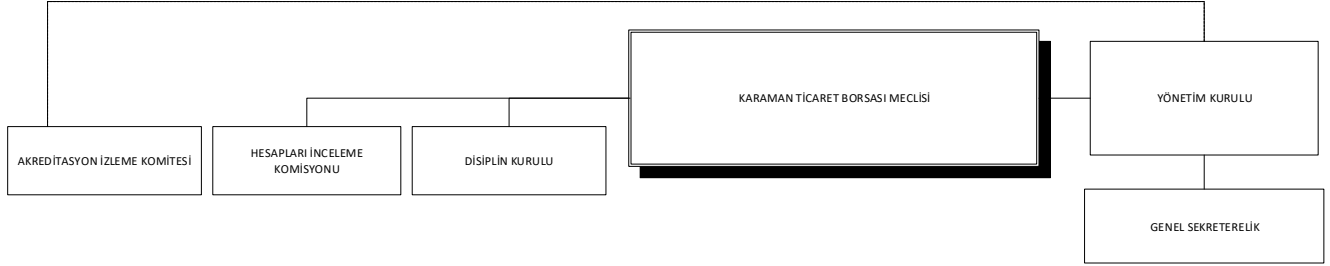 KARAMAN TİCARET BORSASI MECLİSİ
YÖNETİM KURULU
AKREDİTASYON İZLEME KOMİTESİ
HESAPLARI İNCELEME
KOMİSYONU
DİSİPLİN KURULU
GENEL SEKRETERELİK